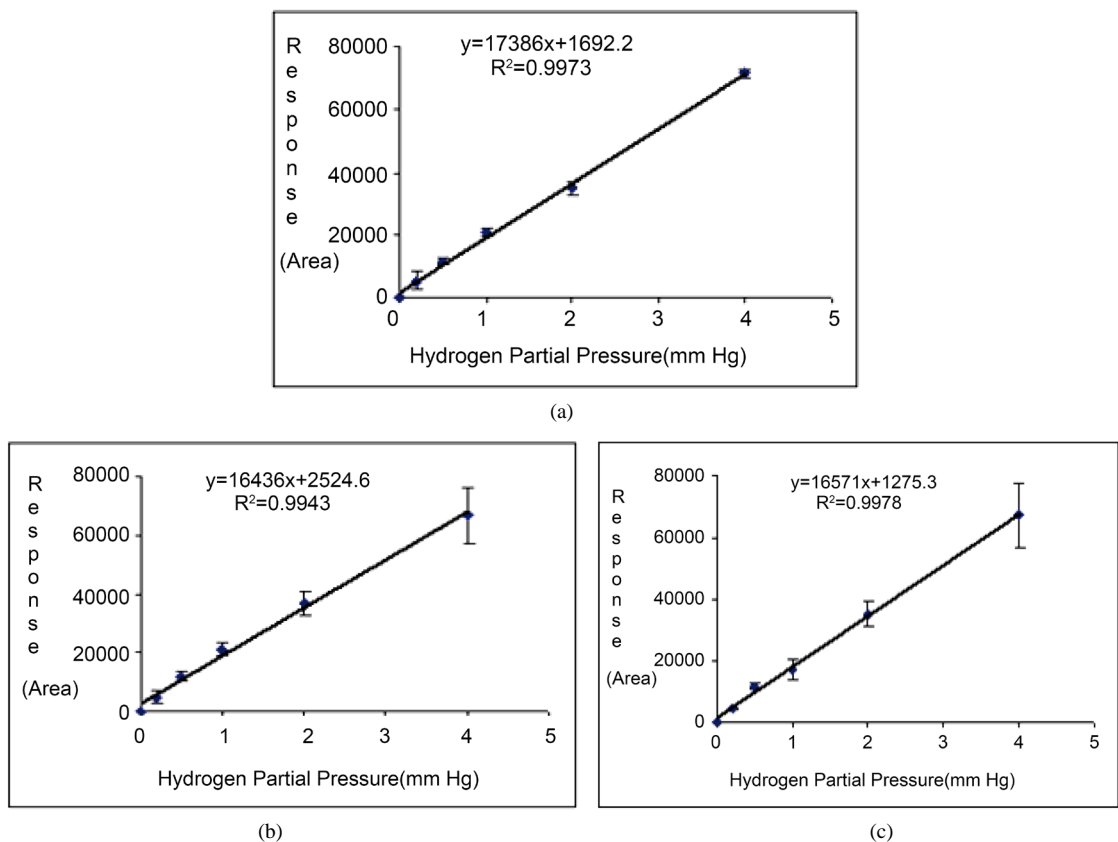 y=17386x+1692.2
R²=0.9973
Response
(Area)
80000
60000
40000
20000
0
0 1 2 3 4 5
Hydrogen Partial Pressure(mm Hg)
(a)
y=16436x+2524.6
R²=0.9943
Response
(Area)
80000
60000
40000
20000
0
0 1 2 3 4 5
Hydrogen Partial Pressure(mm Hg)
(b)
y=16571x+1275.3
R²=0.9978
Response
(Area)
80000
60000
40000
20000
0
0 1 2 3 4 5
Hydrogen Partial Pressure(mm Hg)
(c)